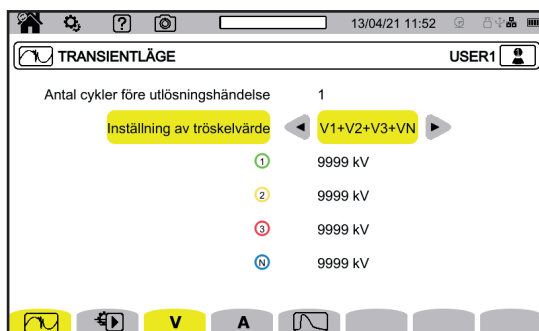 13/04/21 11:52
TRANSIENTLÄGE USER1
Antal cykler före utlösningshändelse 1
Inställning av tröskelvärde V1+V2+V3+VN
1 9999 kV
2 9999 kV
3 9999 kV
N 9999 kV
V A